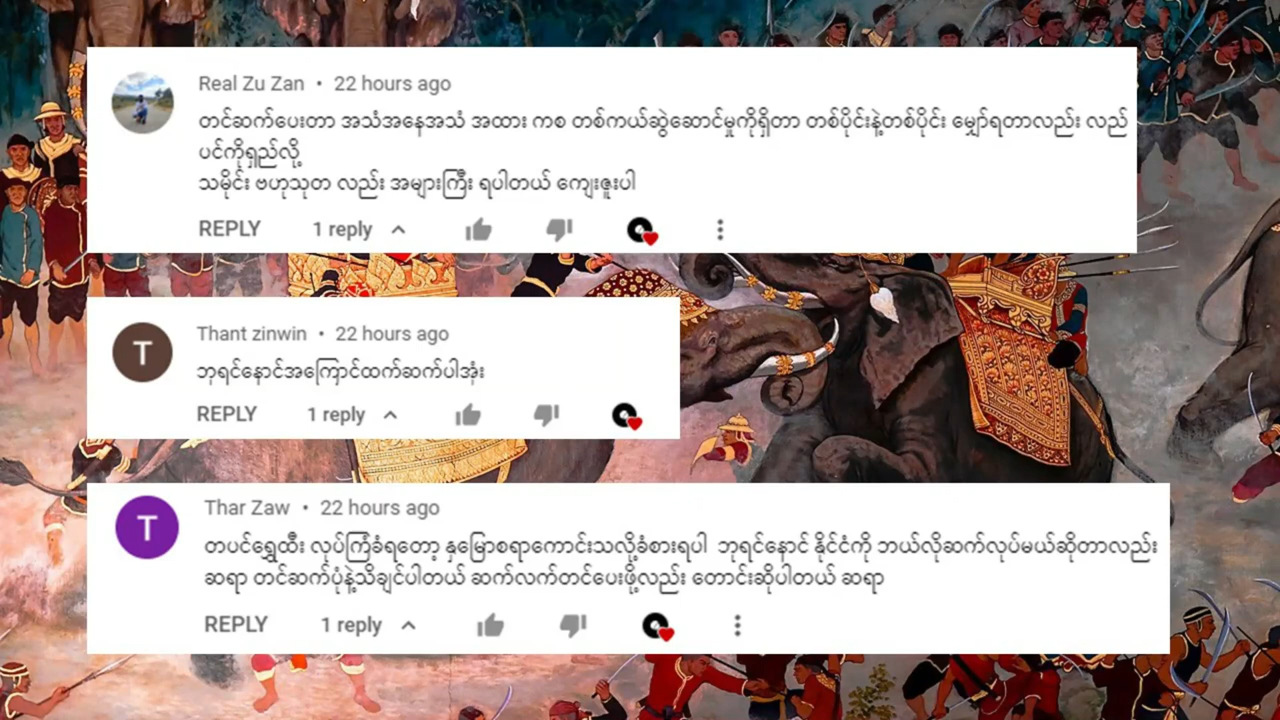 Real Zu Zan • 22 hours ago
တင်ဆက်ပေးတာ အသံအနေအသံ အထား ကစ တစ်ကယ်ဆွဲဆောင်မှုကိုရှိတာ တစ်ပိုင်းနဲ့တစ်ပိုင်း မျှော်ရတာလည်း လည်
ပင်ကိုရှည်လို့
သမိုင်း ဗဟုသုတ လည်း အများကြီး ရပါတယ် ကျေးဇူးပါ
REPLY 1 reply
Thant zinwin • 22 hours ago
T
ဘုရင်နောင်အကြောင်ထက်ဆက်ပါအုံး
REPLY 1 reply
Thar Zaw • 22 hours ago
T
တပင်ရွှေထီး လုပ်ကြံခံရတော့ နှမြောစရာကောင်းသလို့ခံစားရပါ ဘုရင်နောင် နိုင်ငံကို ဘယ်လိုဆက်လုပ်မယ်ဆိုတာလည်း
ဆရာ တင်ဆက်ပုံနဲ့သိချင်ပါတယ် ဆက်လက်တင်ပေးဖို့လည်း တောင်းဆိုပါတယ် ဆရာ
REPLY 1 reply